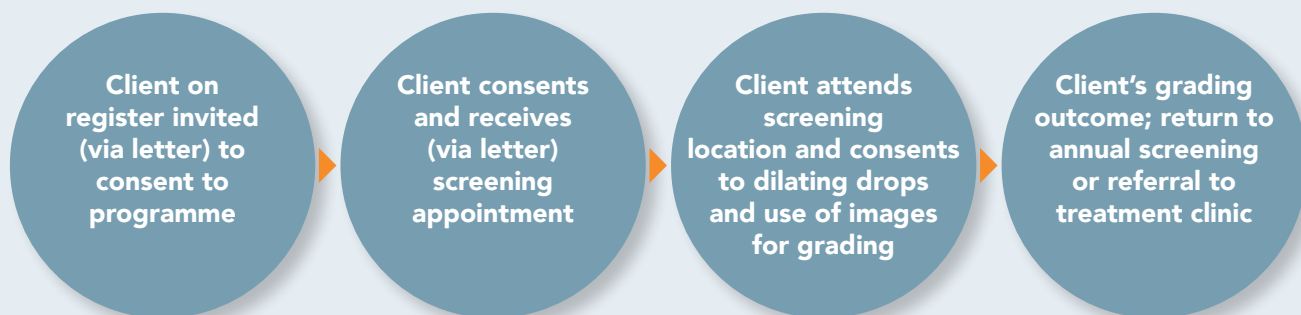 Client on
register invited
(via letter) to
consent to
programme
Client consents
and receives
(via letter)
screening
appointment
Client attends
screening
location and consents
to dilating drops
and use of images
for grading
Client’s grading
outcome; return to
annual screening
or referral to
treatment clinic